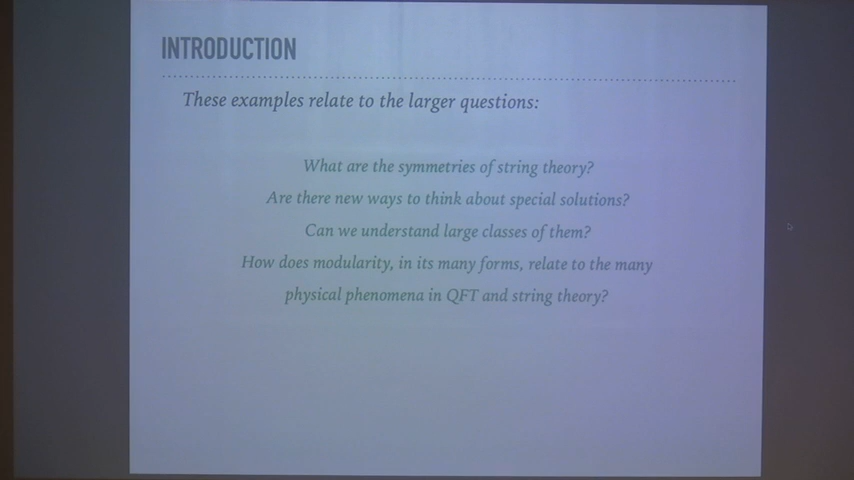 INTRODUCTION
These examples relate to the larger questions:
What are the symmetries of string theory?
Are there new ways to think about special solutions?
Can we understand large classes of them?
How does modularity, in its many forms, relate to the many
physical phenomena in QFT and string theory?